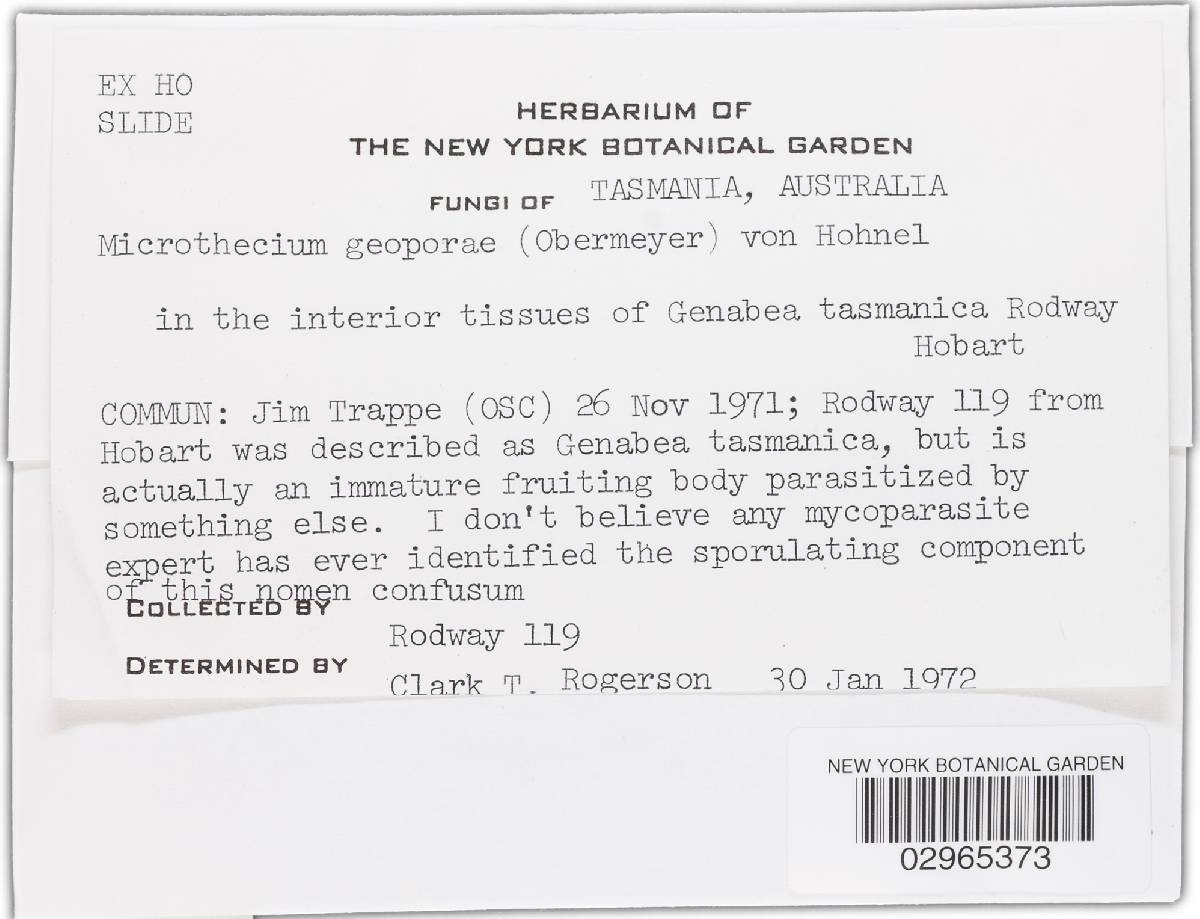 EX HO
SLIDE
HERBARIUM OF
THE NEW YORK BOTANICAL GARDEN
FUNGI OF TASMANIA, AUSTRALIA
Microthecium geoporae (Obermeyer) von Hohnel
in the interior tissues of Genabea tasmanica Rodway
Hobart
COMMUN: Jim Trappe (OSC) 26 Nov 1971; Rodway 119 from
Hobart was described as Genabea tasmanica, but is
actually an immature fruiting body parasitized by
something else. I don't believe any mycoparasite
expert has ever identified the sporulating component
of this nomen confusum
COLLECTED BY
Rodway 119
DETERMINED BY
Clark T. Rogerson 30 Jan 1972
NEW YORK BOTANICAL GARDEN
02965373